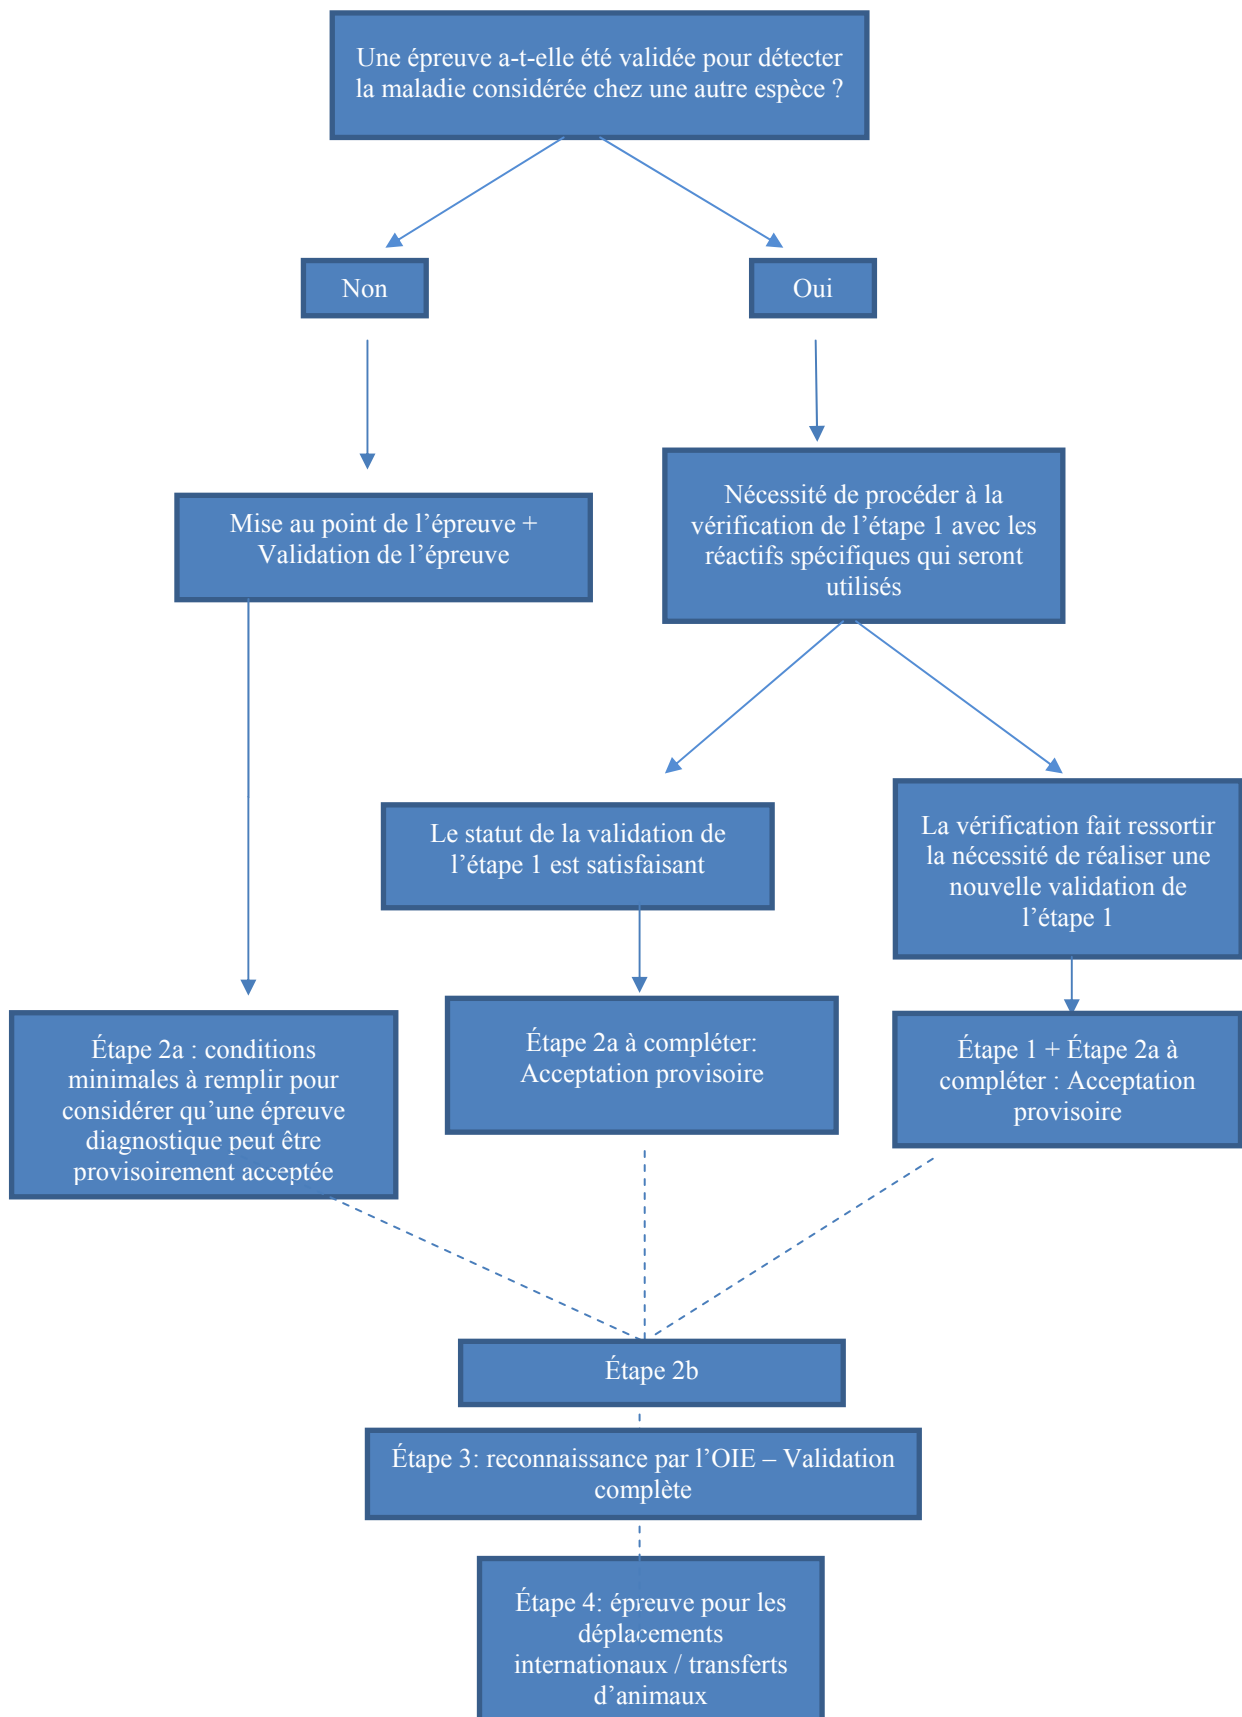 Une épreuve a-t-elle été validée pour détecter
la maladie considérée chez une autre espèce ?
Non
Oui
Mise au point de l’épreuve +
Validation de l’épreuve
Nécessité de procéder à la
vérification de l’étape 1 avec les
réactifs spécifiques qui seront
utilisés
Le statut de la validation de
l’étape 1 est satisfaisant
La vérification fait ressortir
la nécessité de réaliser une
nouvelle validation de
l’étape 1
Étape 2a : conditions
minimales à remplir pour
considérer qu’une épreuve
diagnostique peut être
provisoirement acceptée
Étape 2a à compléter:
Acceptation provisoire
Étape 1 + Étape 2a à
compléter : Acceptation
provisoire
Étape 2b
Étape 3: reconnaissance par l’OIE – Validation
complète
Étape 4: épreuve pour les
déplacements
internationaux / transferts
d’animaux